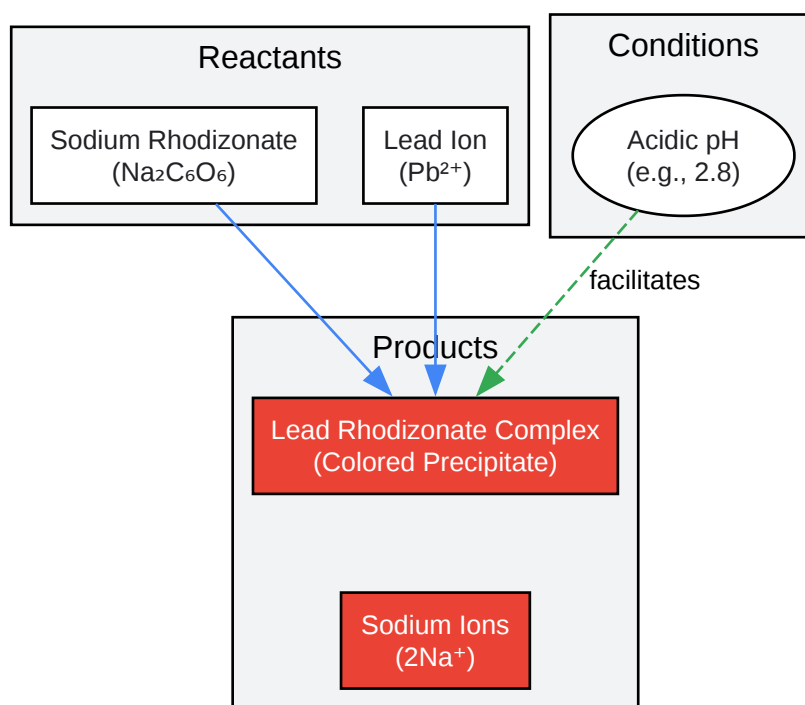 Reactants
Conditions
Sodium Rhodizonate
(Na₂C₆O₆)
Lead Ion
(Pb²⁺)
Acidic pH
(e.g., 2.8)
facilitates
Products
Lead Rhodizonate Complex
(Colored Precipitate)
Sodium Ions
(2Na⁺)